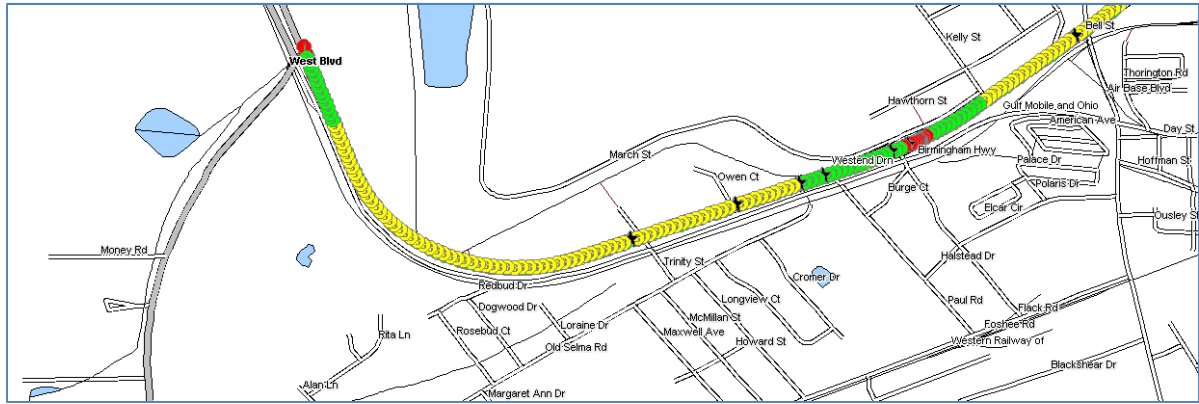 Bell St
Kelly St
West Blvd
Thorington Rd
Air Base Blvd
Hawthorn St
Gulf Mobile and Ohio
American Ave
Day St
Birmingham Hwy
March St
Westend Drn
Palace Dr
Hoffman St
Owen Ct
Burge Ct
Polaris Dr
Elcar Cir
Ousley St
Money Rd
Trinity St
Halstead Dr
Cromer Dr
Redbud Dr
Dogwood Dr
Longview Ct
Paul Rd
Flack Rd
McMillan St
Loraine Dr
Foshee Rd
Rita Ln
Rosebud Ct
Maxwell Ave
Howard St
Western Railway of
Old Selma Rd
Blackshear Dr
Alan Ln
Margaret Ann Dr